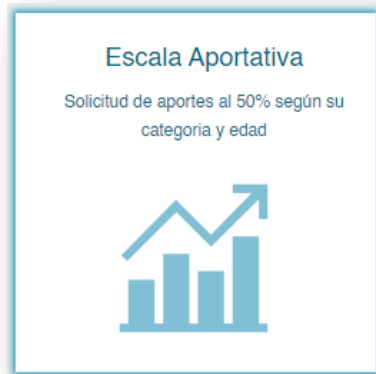 Escala Aportativa
Solicitud de aportes al 50% según su
categoria y edad